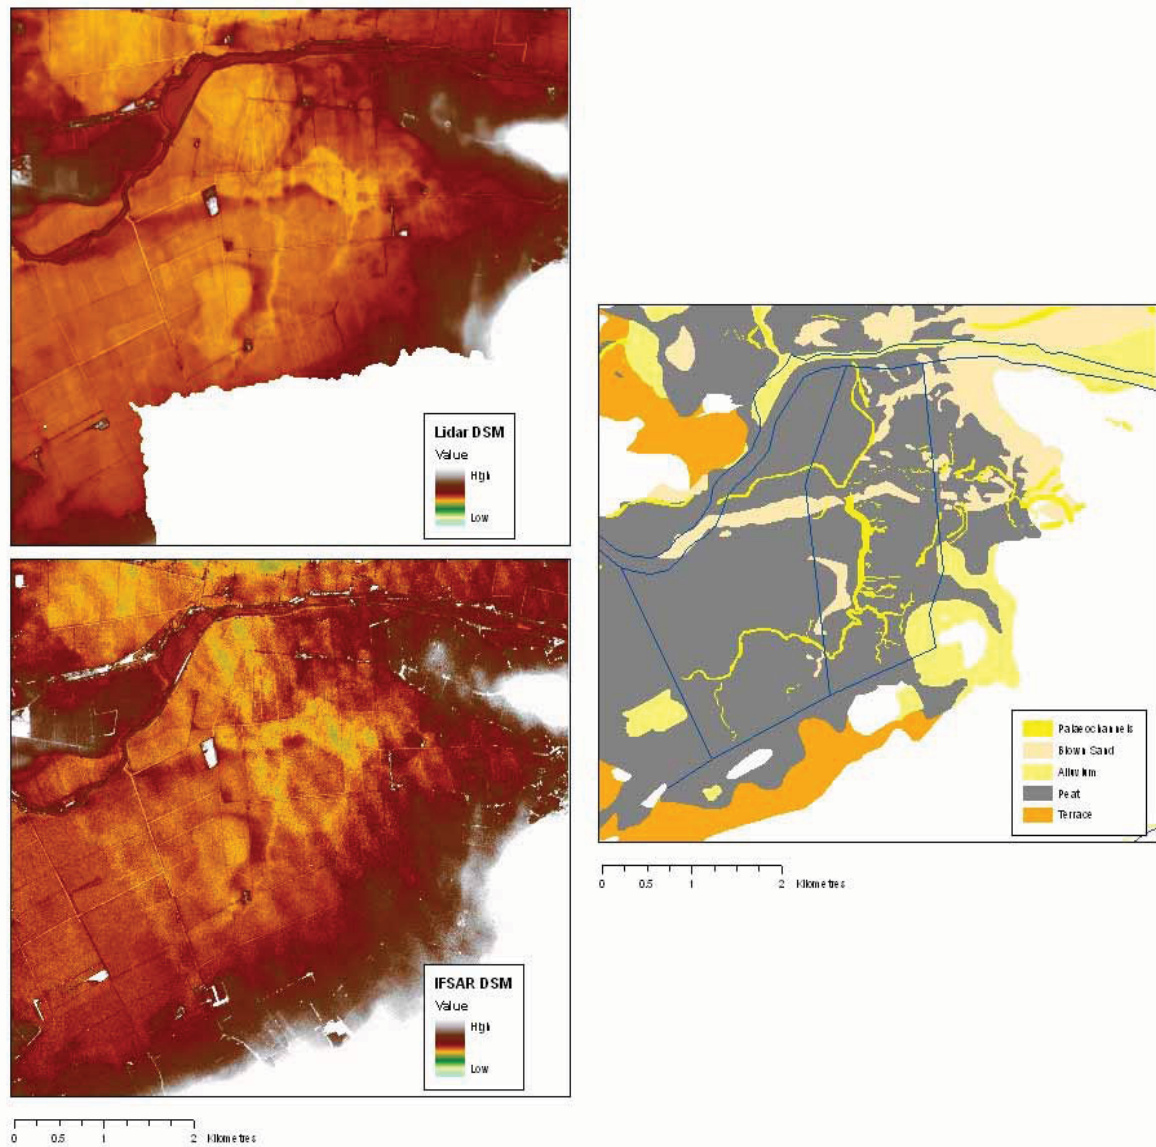 Lidar DSM
Value
High
Low
IFSAR DSM
Value
High
Low
0 0.5 1 2 Kilometres
Palaeochannels
Blown Sand
Alluvium
Peat
Terrace
0 0.5 1 2 Kilometres